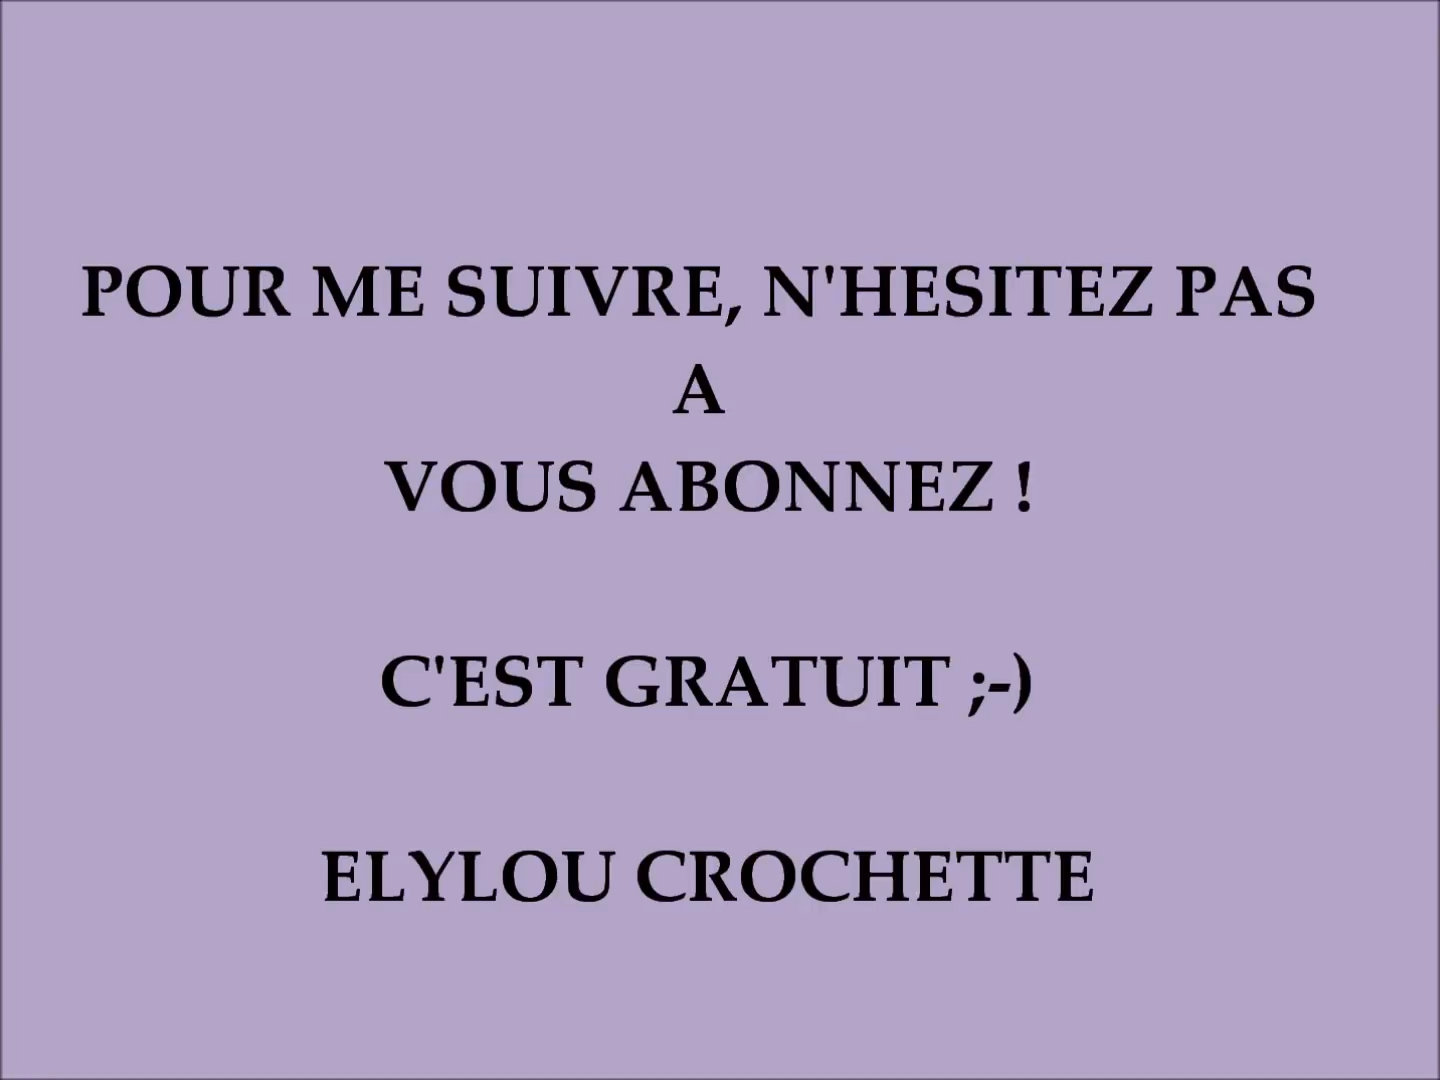 POUR ME SUIVRE, N'HESITEZ PAS
A
VOUS ABONNEZ !
C'EST GRATUIT ;-)
ELYLOU CROCHETTE